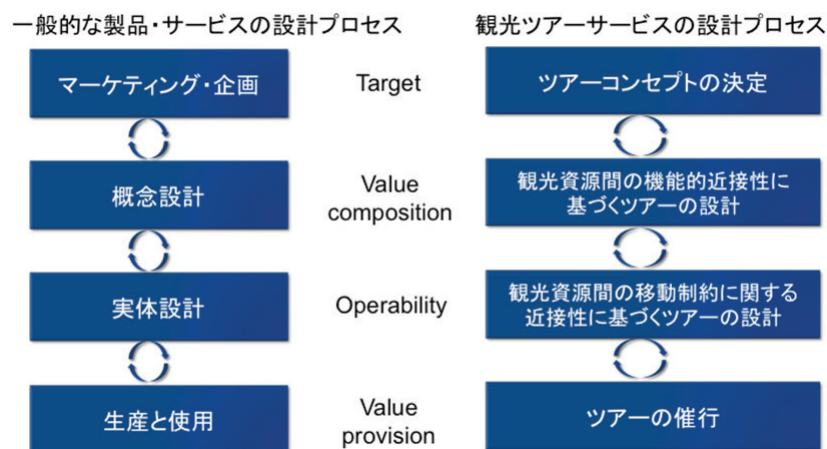 一般的な製品・サービスの設計プロセス
観光ツアーサービスの設計プロセス
マーケティング・企画
Target
ツアーコンセプトの決定
概念設計
Value
composition
観光資源間の機能的近接性に
基づくツアーの設計
実体設計
Operability
観光資源間の移動制約に関する
近接性に基づくツアーの設計
生産と使用
Value
provision
ツアーの催行